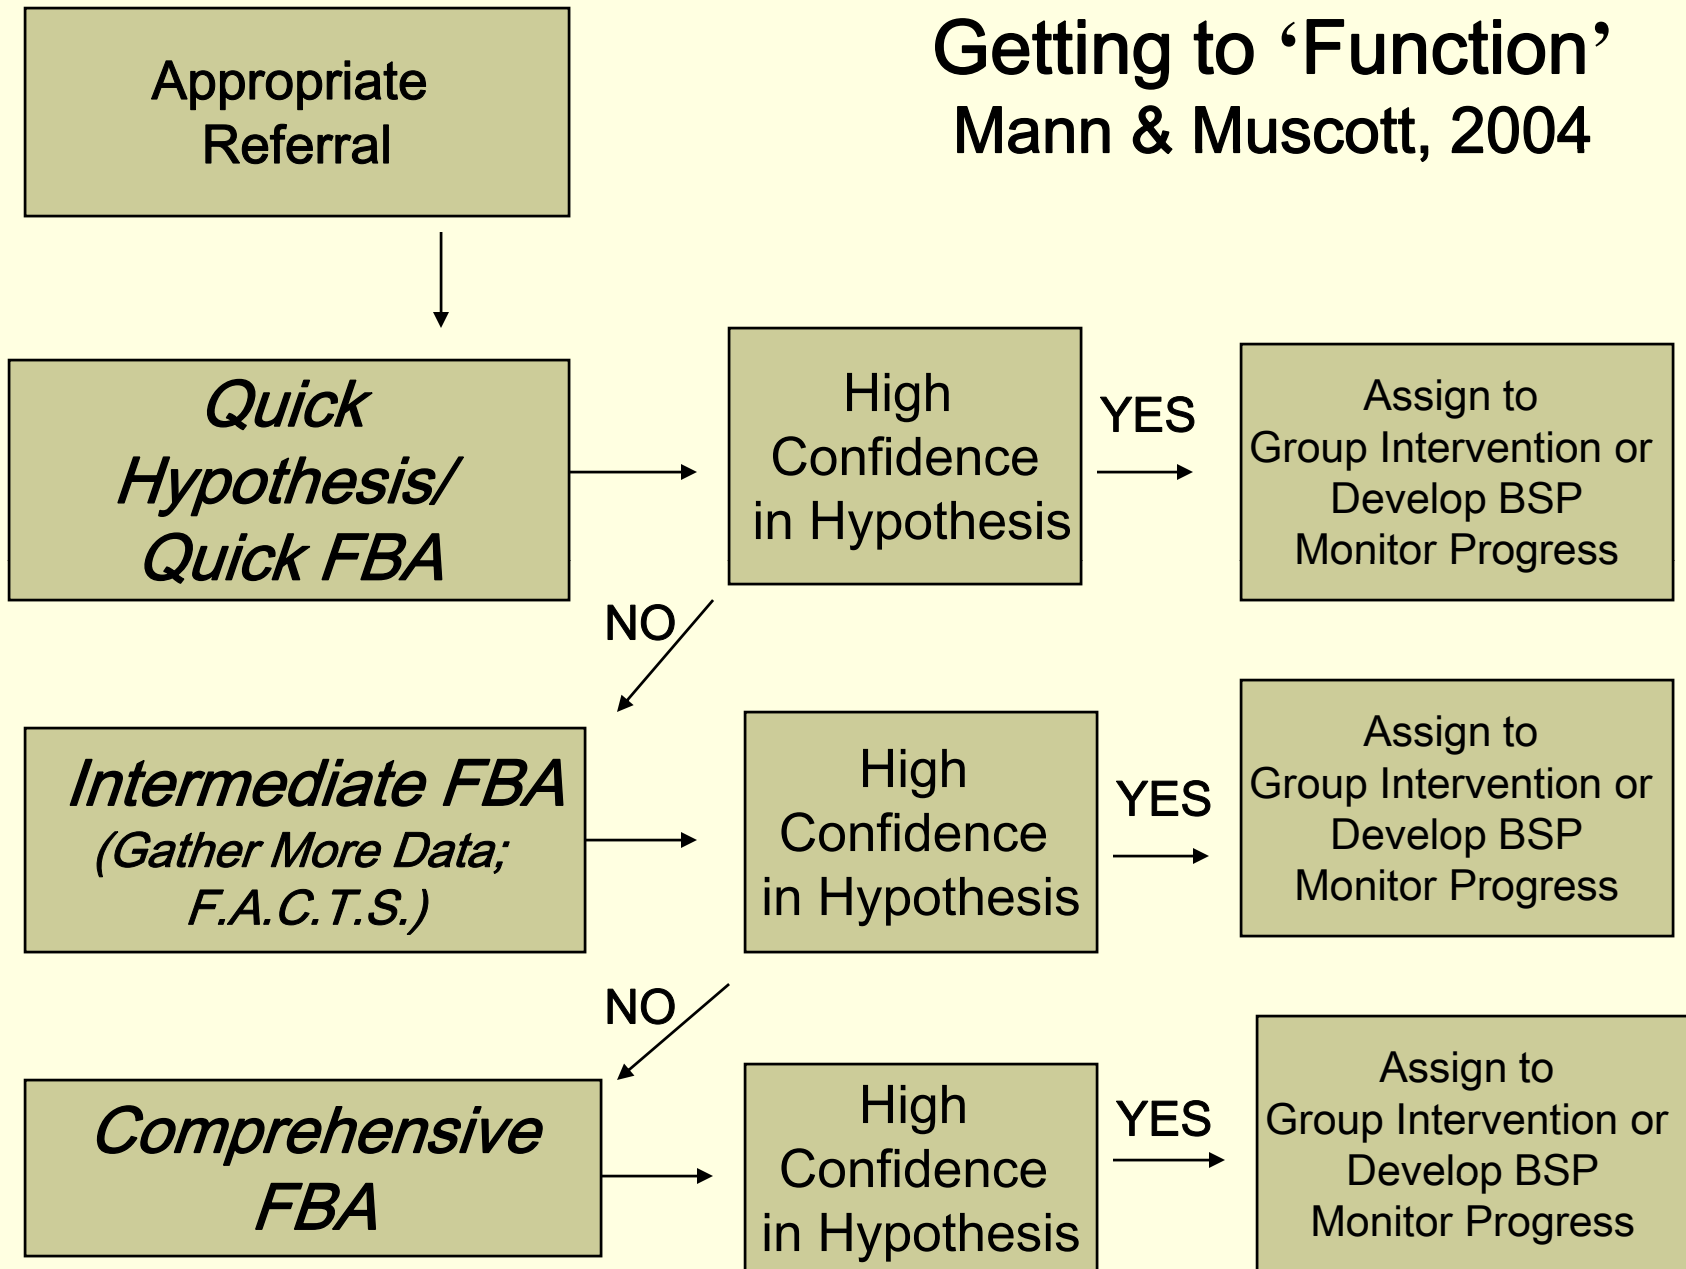 Getting to ‘Function’
Mann & Muscott, 2004
Appropriate
Referral
Quick
Hypothesis/
Quick FBA
High
Confidence
in Hypothesis
YES
Assign to
Group Intervention or
Develop BSP
Monitor Progress
NO
Intermediate FBA
(Gather More Data;
F.A.C.T.S.)
High
Confidence
in Hypothesis
YES
Assign to
Group Intervention or
Develop BSP
Monitor Progress
NO
Comprehensive
FBA
High
Confidence
in Hypothesis
YES
Assign to
Group Intervention or
Develop BSP
Monitor Progress